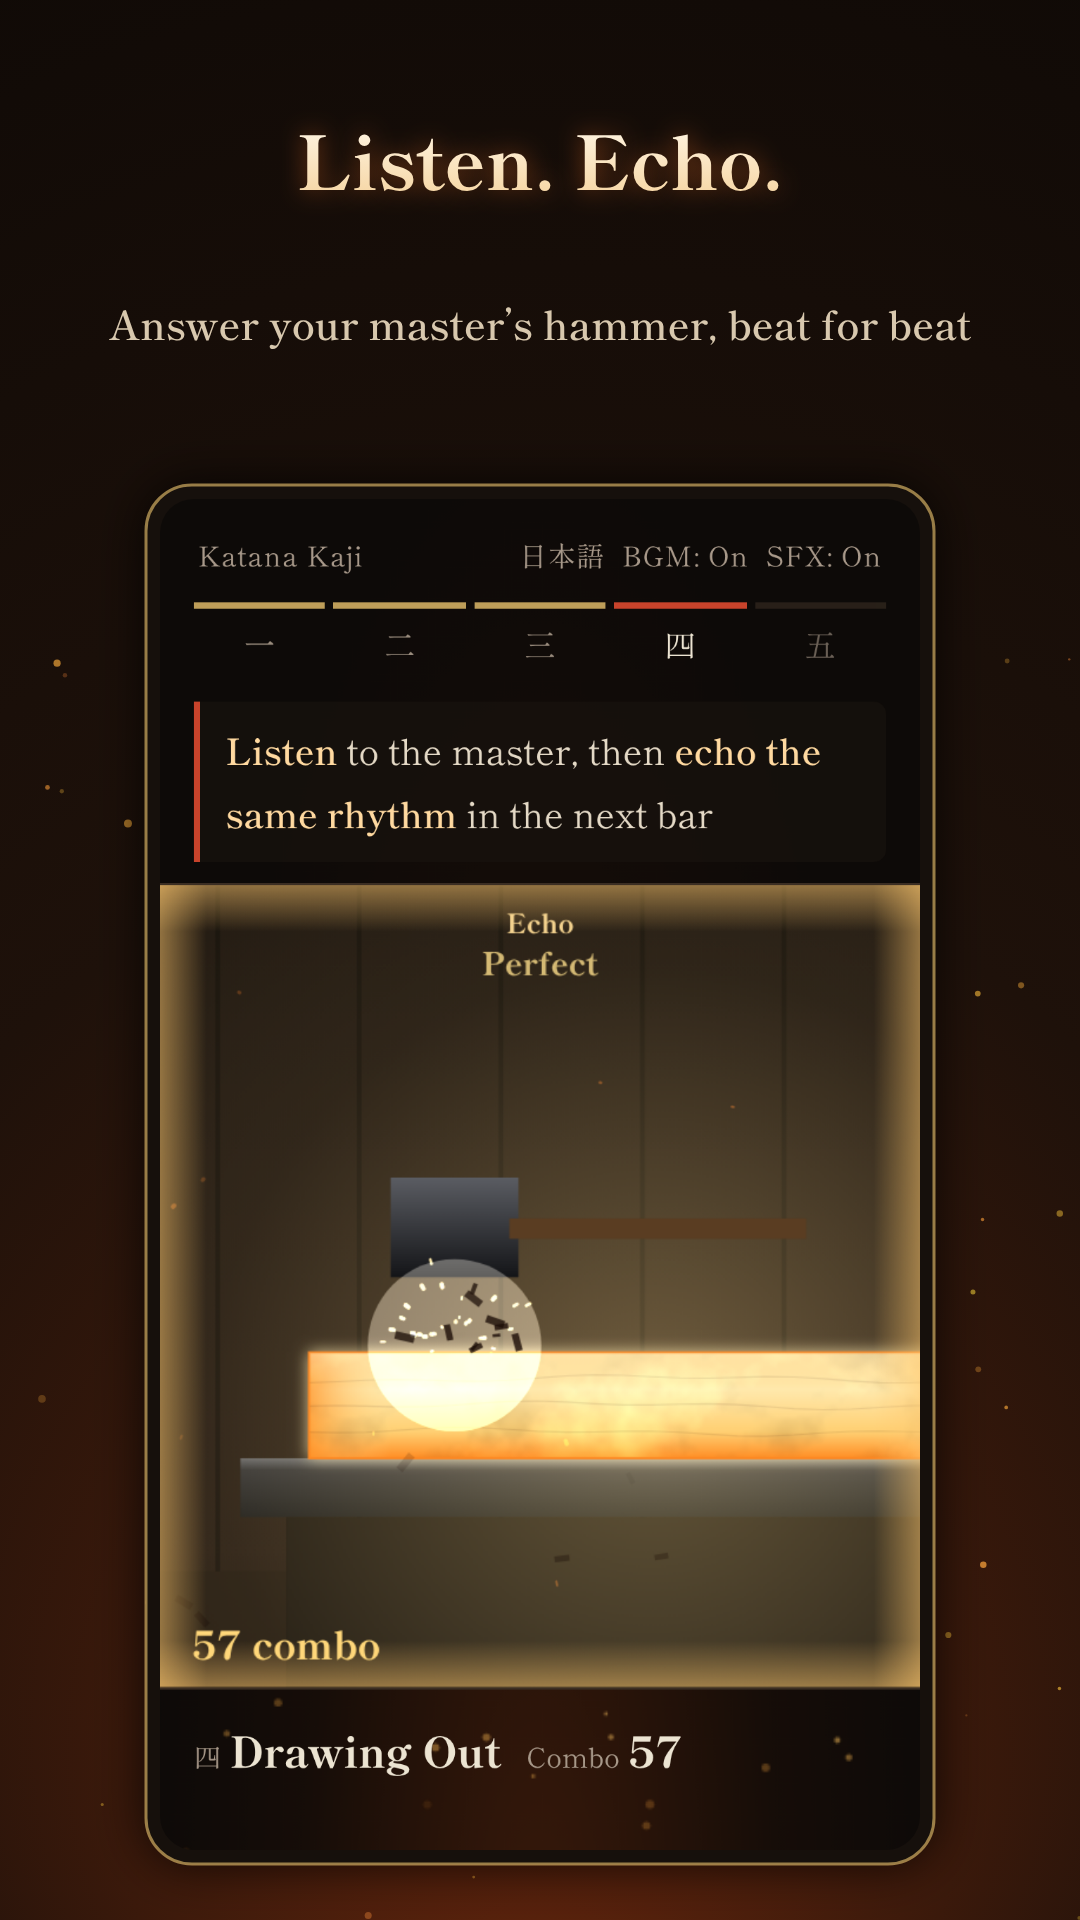 Listen. Echo.
Answer your master’s hammer, beat for beat
Katana Kaji 日本語 BGM: On SFX: On
一 二 三 四 五
Listen to the master, then echo the
same rhythm in the next bar
Echo
Perfect
57 combo
四 Drawing Out Combo 57